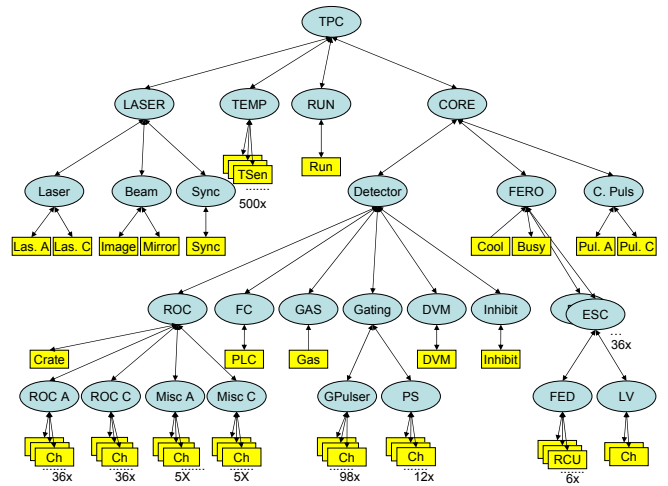 TPC
LASER
TEMP
RUN
CORE
TSen
Run
500x
Laser
Beam
Sync
Detector
FERO
C. Puls
Las. A
Las. C
Image
Mirror
Sync
Cool
Busy
Pul. A
Pul. C
ROC
FC
GAS
Gating
DVM
Inhibit
ESC
36x
Crate
PLC
Gas
DVM
Inhibit
ROC A
ROC C
Misc A
Misc C
GPulser
PS
FED
LV
Ch
Ch
Ch
Ch
Ch
Ch
RCU
Ch
36x
36x
5X
5X
98x
12x
6x